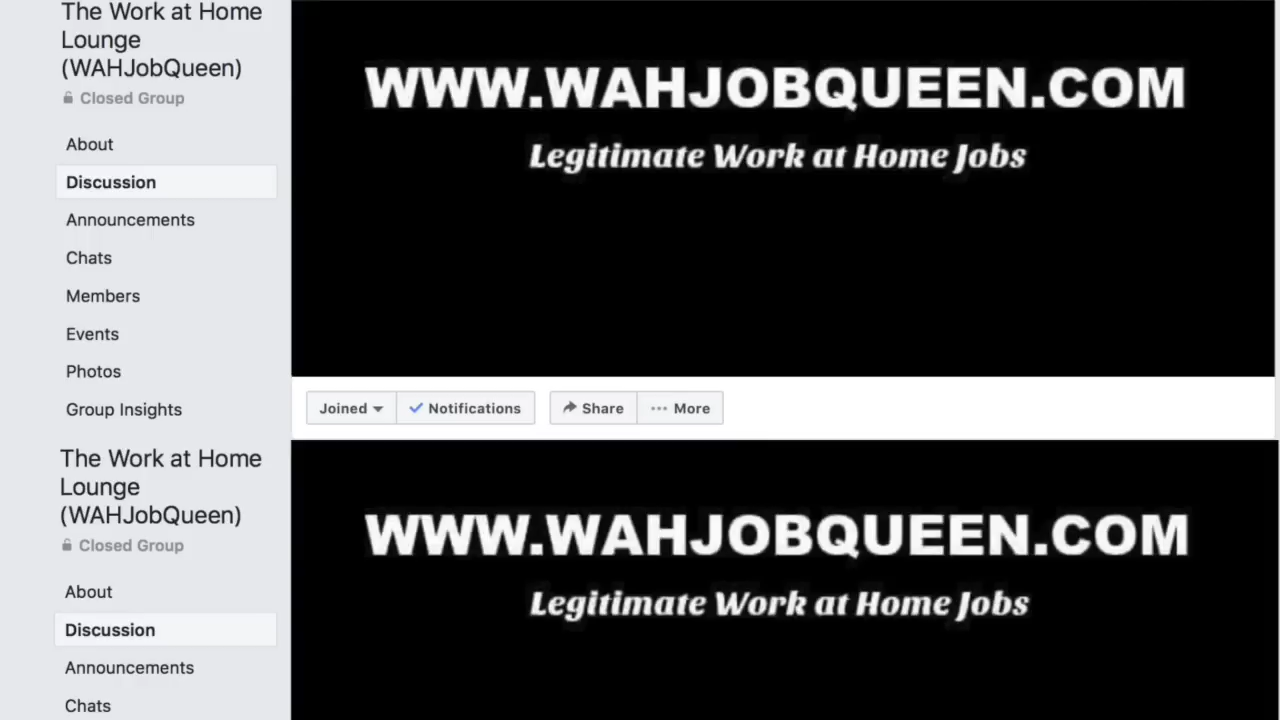 The Work at Home
Lounge
(WAHJobQueen)
Closed Group
About
Discussion
Announcements
Chats
Members
Events
Photos
Group Insights
WWW.WAHJOBQUEEN.COM
Legitimate Work at Home Jobs
Joined
Notifications
Share
More
The Work at Home
Lounge
(WAHJobQueen)
Closed Group
About
Discussion
Announcements
Chats
WWW.WAHJOBQUEEN.COM
Legitimate Work at Home Jobs